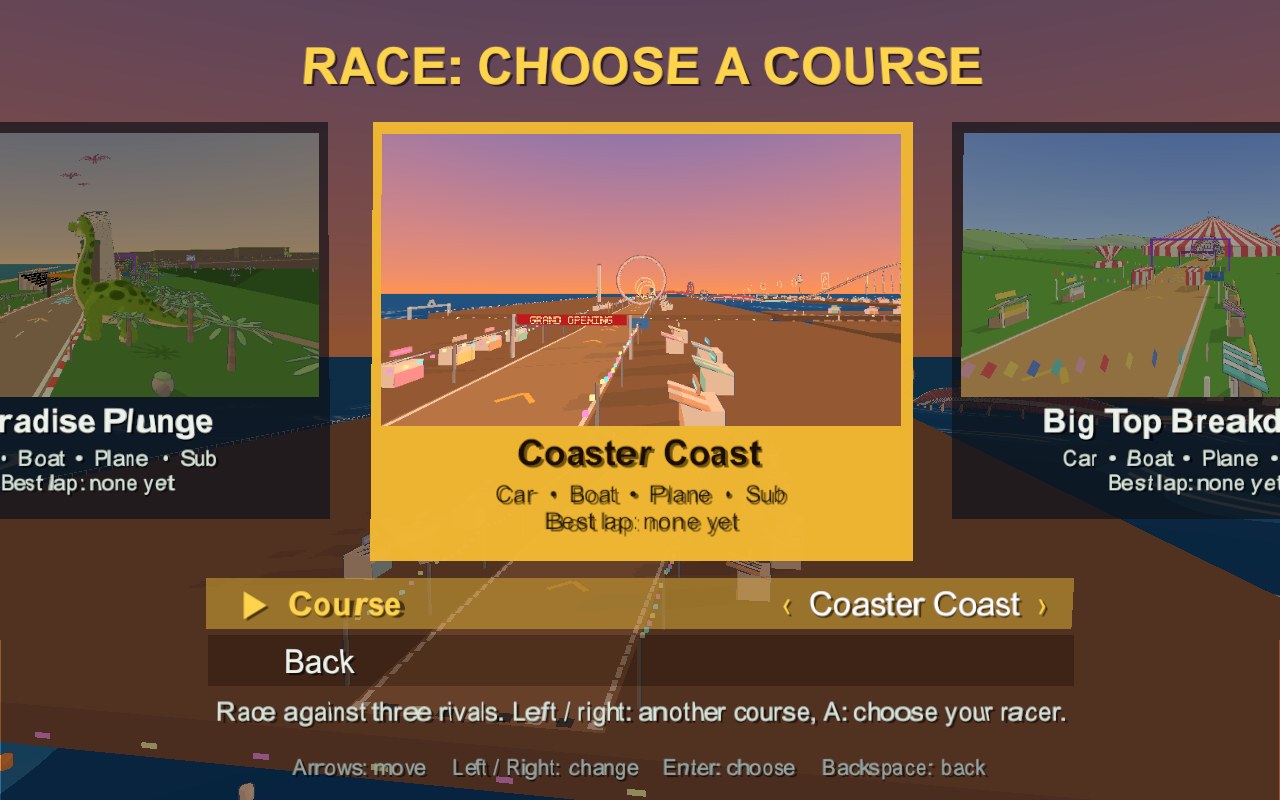 RACE: CHOOSE A COURSE
GRAND OPENING
radise Plunge
• Boat • Plane • Sub
Best lap: none yet
Coaster Coast
Car • Boat • Plane • Sub
Best lap: none yet
Big Top Breakd
Car • Boat • Plane •
Best lap: none yet
▶ Course ‹ Coaster Coast ›
Back
Race against three rivals. Left / right: another course, A: choose your racer.
Arrows: move Left / Right: change Enter: choose Backspace: back